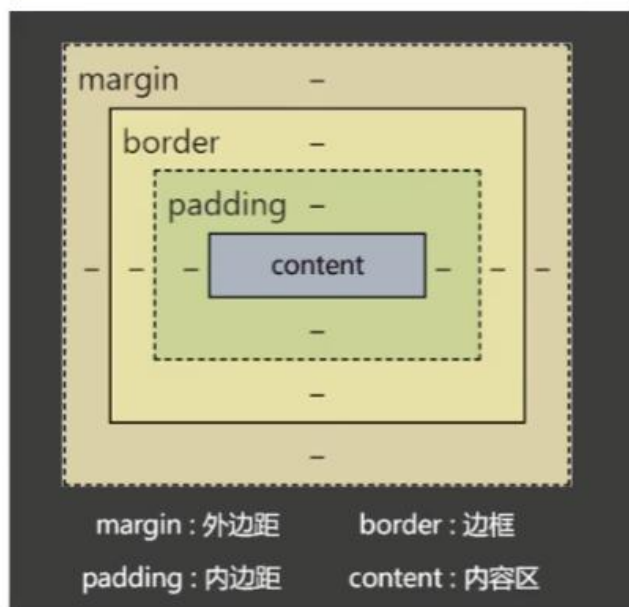 margin –
border –
padding –
– – – content – – –
–
–
–
margin : 外边距 border : 边框
padding : 内边距 content : 内容区